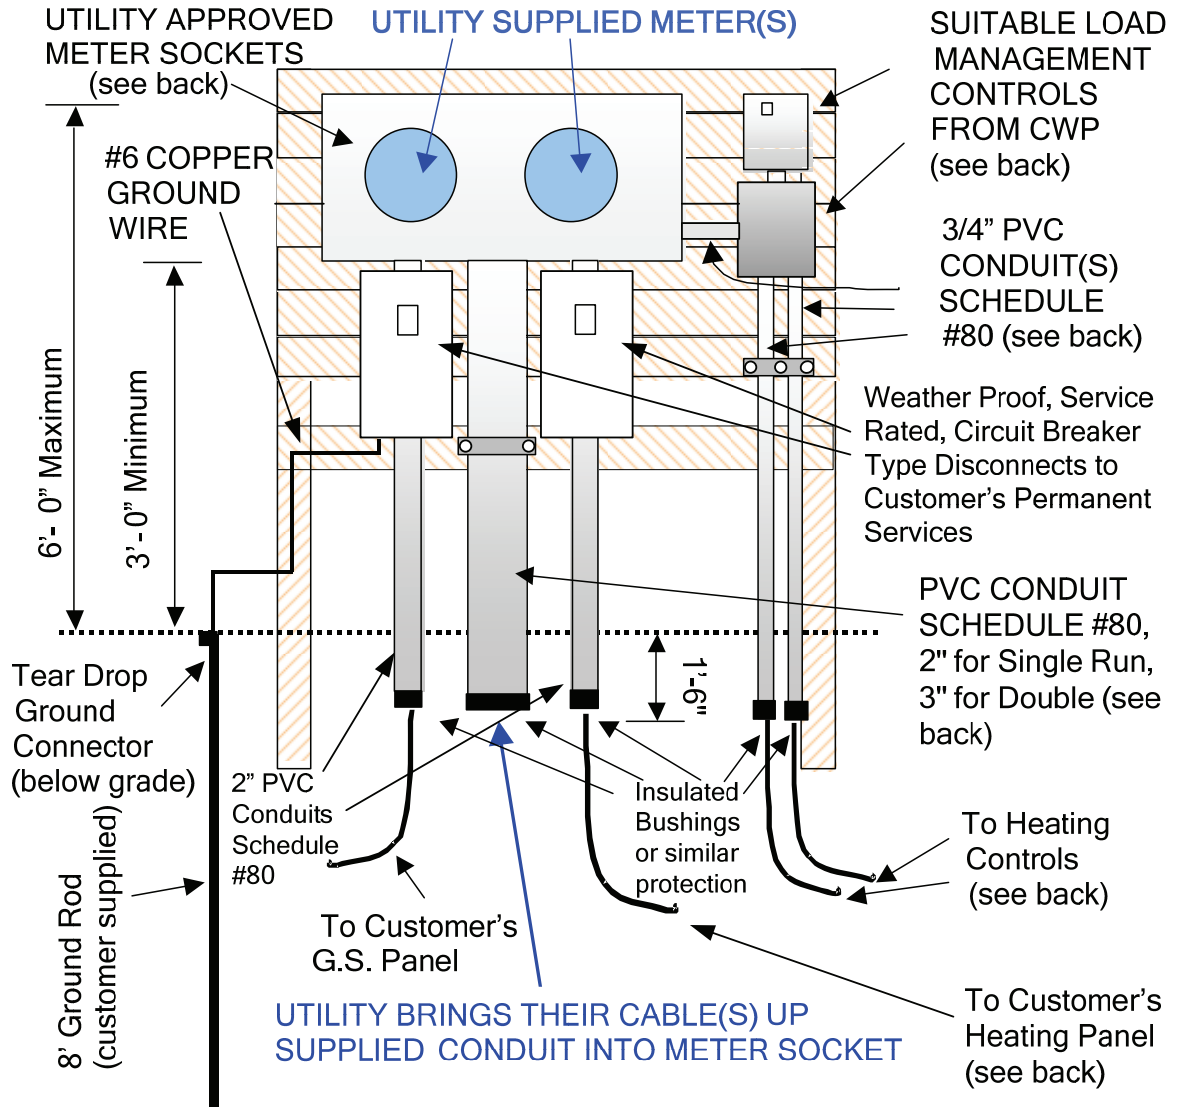 UTILITY APPROVED
METER SOCKETS
(see back)
UTILITY SUPPLIED METER(S)
SUITABLE LOAD
MANAGEMENT
CONTROLS
FROM CWP
(see back)
#6 COPPER
GROUND
WIRE
3/4” PVC
CONDUIT(S)
SCHEDULE
#80 (see back)
6’- 0” Maximum
3’- 0” Minimum
Weather Proof, Service
Rated, Circuit Breaker
Type Disconnects to
Customer’s Permanent
Services
PVC CONDUIT
SCHEDULE #80,
2" for Single Run,
3" for Double (see
back)
1’-6"
Tear Drop
Ground
Connector
(below grade)
2” PVC
Conduits
Schedule
#80
Insulated
Bushings
or similar
protection
To Heating
Controls
(see back)
8’ Ground Rod
(customer supplied)
To Customer’s
G.S. Panel
UTILITY BRINGS THEIR CABLE(S) UP
SUPPLIED CONDUIT INTO METER SOCKET
To Customer’s
Heating Panel
(see back)